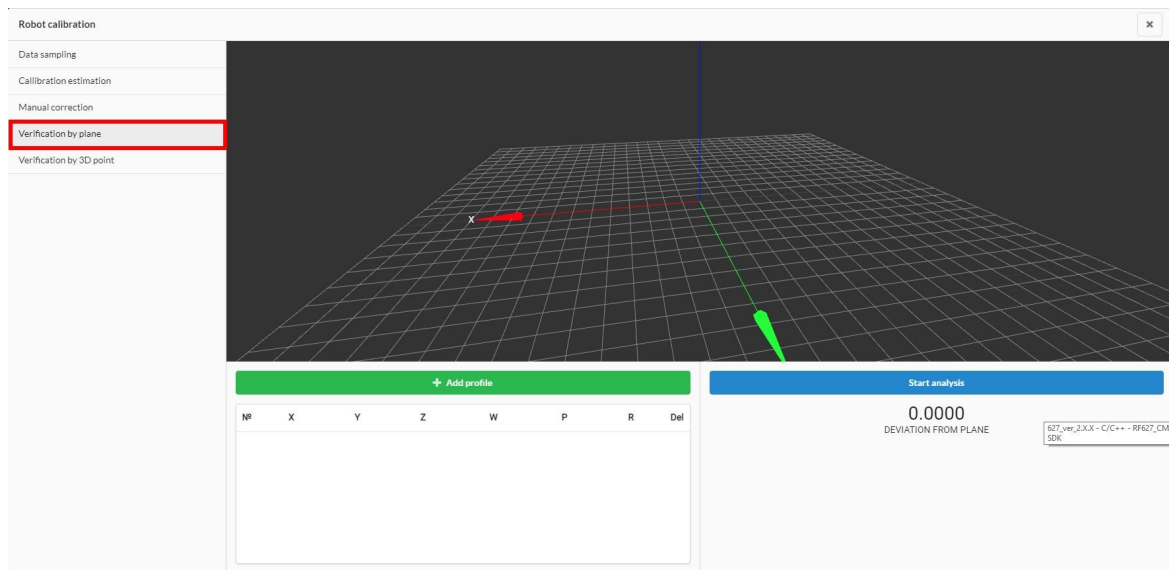 Robot calibration
Data sampling
Callibration estimation
Manual correction
Verification by plane
Verification by 3D point
X
Add profile
Start analysis
Nº X Y Z W P R Del
0.0000
DEVIATION FROM PLANE
627_ver_2.X.X - C/C++ - RF627_CM
SDK